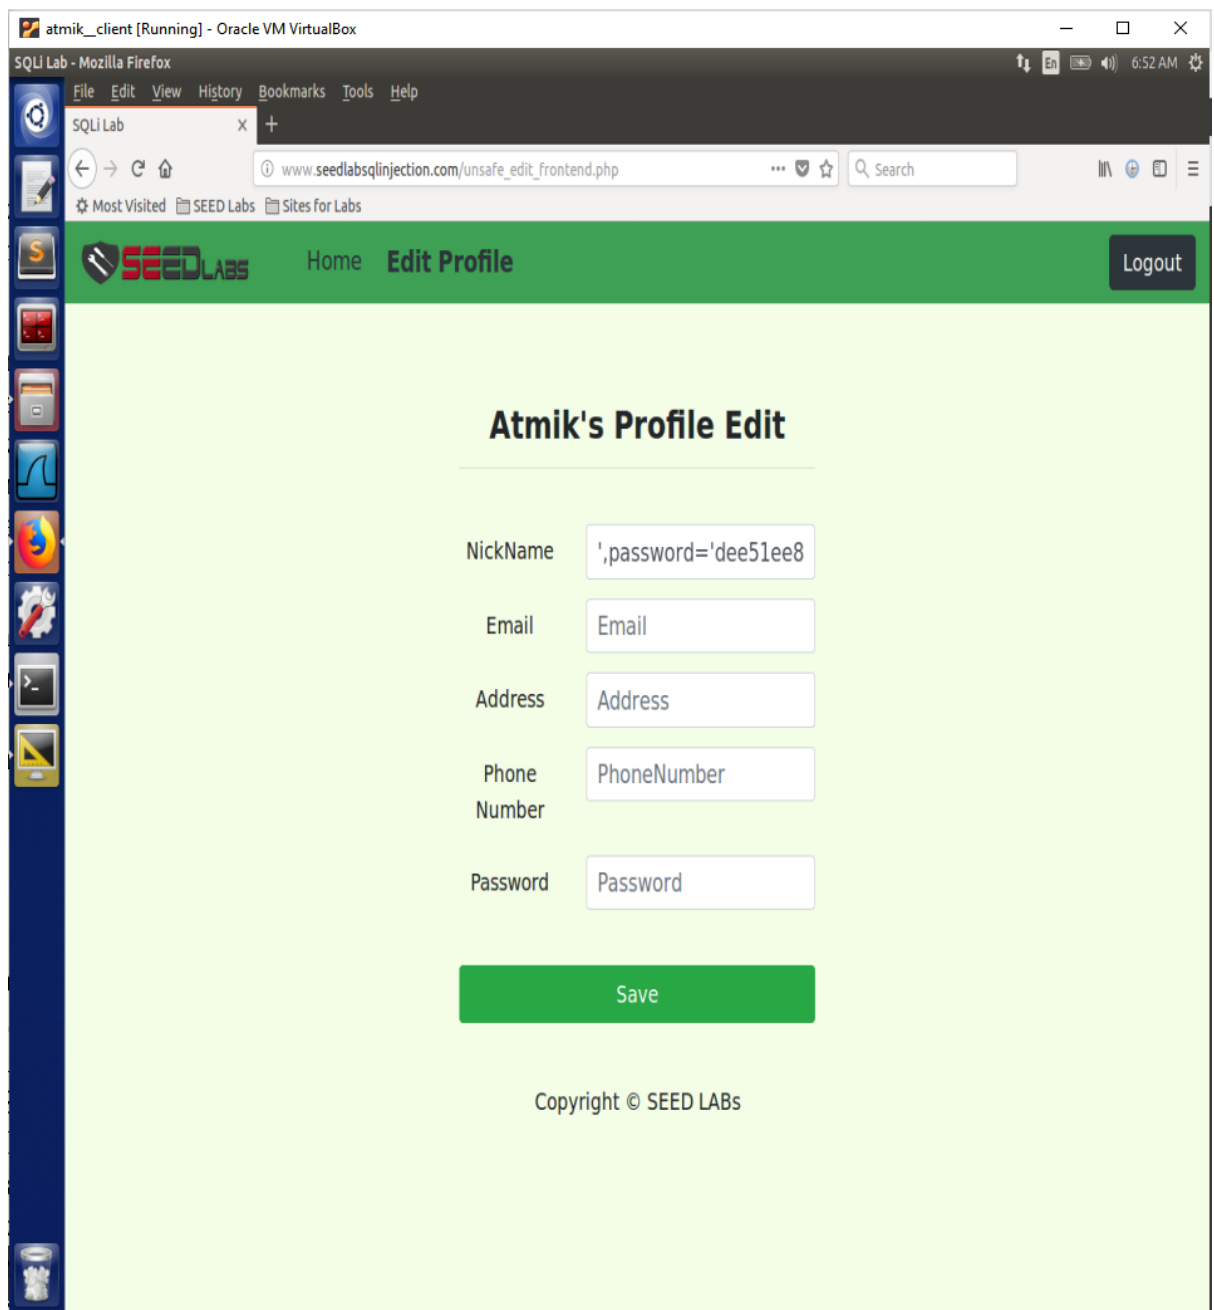 atmik__client [Running] - Oracle VM VirtualBox
SQLi Lab - Mozilla Firefox
En 6:52 AM
File Edit View History Bookmarks Tools Help
SQLi Lab
www.seedlabsqlinjection.com/unsafe_edit_frontend.php
Search
Most Visited SEED Labs Sites for Labs
SEEDLABS Home Edit Profile Logout
Atmik's Profile Edit
NickName ',password='dee51ee8
Email Email
Address Address
Phone Number PhoneNumber
Password Password
Save
Copyright © SEED LABs